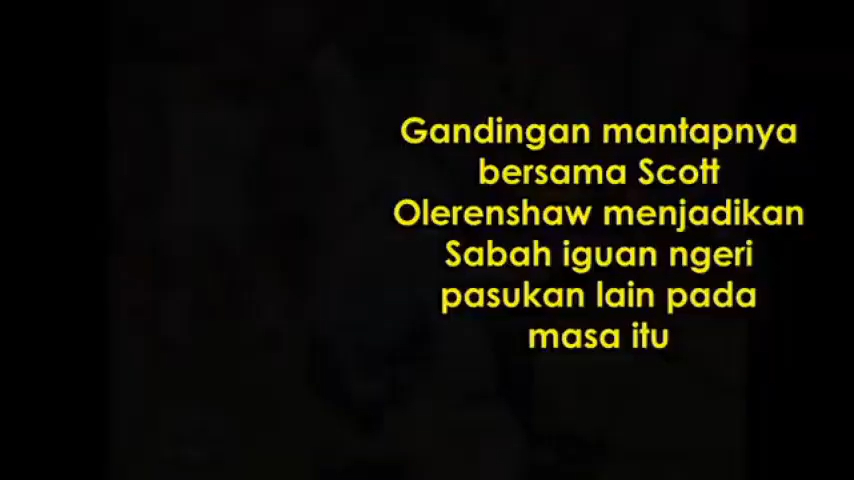 Gandingan mantapnya
bersama Scott
Olerenshaw menjadikan
Sabah iguan ngeri
pasukan lain pada
masa itu